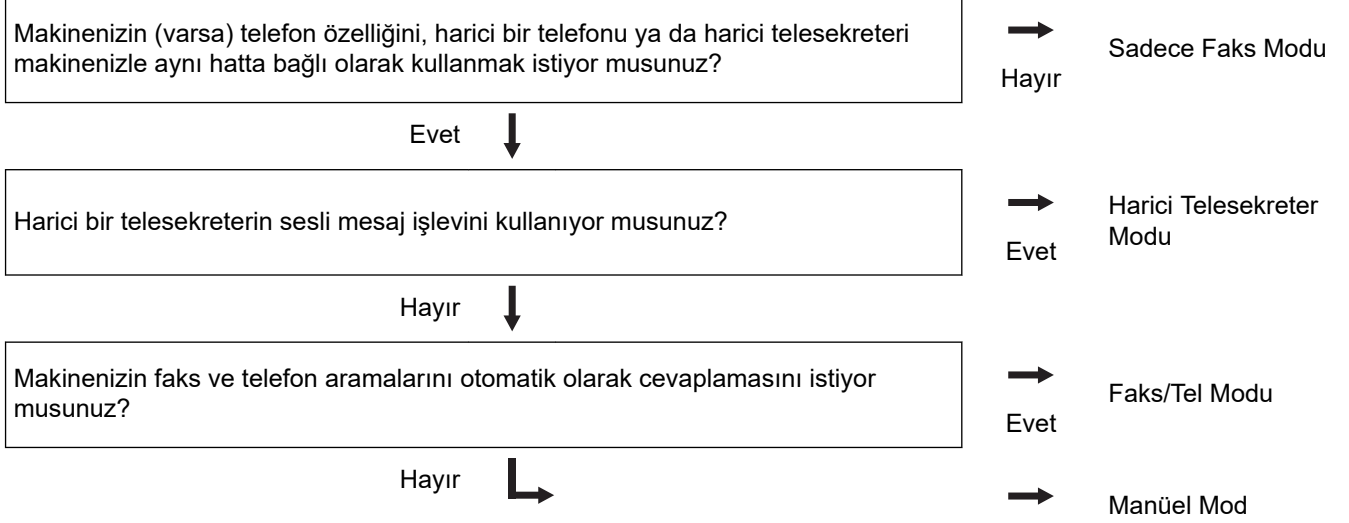 Makinenizin (varsa) telefon özelliğini, harici bir telefonu ya da harici telesekreteri
makinenizle aynı hatta bağlı olarak kullanmak istiyor musunuz?
Hayır
Sadece Faks Modu
Evet
Harici bir telesekreterin sesli mesaj işlevini kullanıyor musunuz?
Evet
Harici Telesekreter
Modu
Hayır
Makinenizin faks ve telefon aramalarını otomatik olarak cevaplamasını istiyor
musunuz?
Evet
Faks/Tel Modu
Hayır
Manüel Mod